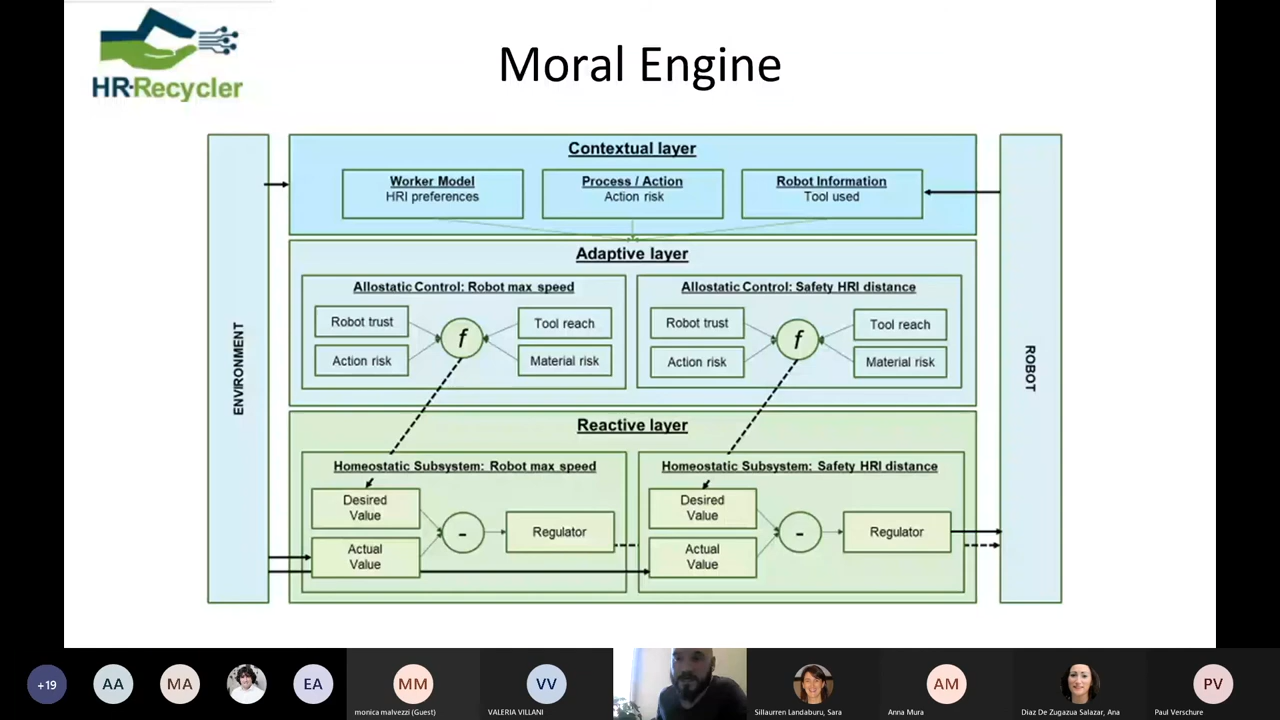 HR-Recycler
Moral Engine
Contextual layer
Worker Model
HRI preferences
Process / Action
Action risk
Robot Information
Tool used
Adaptive layer
Allostatic Control: Robot max speed
Robot trust
Action risk
f
Tool reach
Material risk
Allostatic Control: Safety HRI distance
Robot trust
Action risk
f
Tool reach
Material risk
Reactive layer
Homeostatic Subsystem: Robot max speed
Desired
Value
Actual
Value
-
Regulator
Homeostatic Subsystem: Safety HRI distance
Desired
Value
Actual
Value
-
Regulator
ENVIRONMENT
ROBOT
+19
AA
MA
EA
MM
monica malvezzi (Guest)
VV
VALERIA VILLANI
Sillaurren Landaburu, Sara
AM
Anna Mura
Díaz De Zugazua Salazar, Ana
PV
Paul Verschure